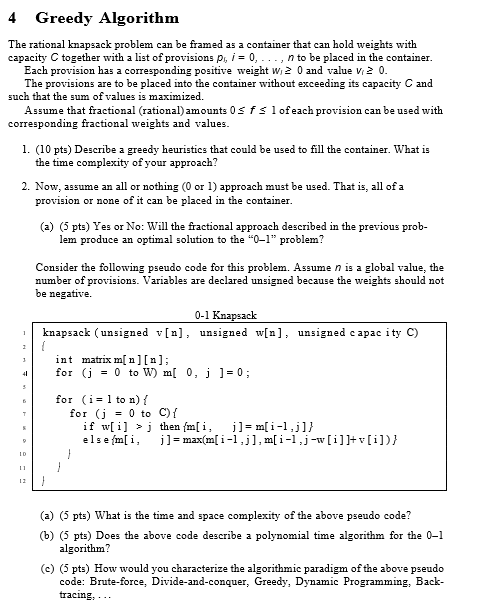 4 Greedy Algorithm
The rational knapsack problem can be framed as a container that can hold weights with
capacity C together with a list of provisions pᵢ, i = 0, . . . , n to be placed in the container.
Each provision has a corresponding positive weight wᵢ ≥ 0 and value vᵢ ≥ 0.
The provisions are to be placed into the container without exceeding its capacity C and
such that the sum of values is maximized.
Assume that fractional (rational) amounts 0 ≤ f ≤ 1 of each provision can be used with
corresponding fractional weights and values.
1. (10 pts) Describe a greedy heuristics that could be used to fill the container. What is
the time complexity of your approach?
2. Now, assume an all or nothing (0 or 1) approach must be used. That is, all of a
provision or none of it can be placed in the container.
(a) (5 pts) Yes or No: Will the fractional approach described in the previous prob-
lem produce an optimal solution to the "0–1" problem?
Consider the following pseudo code for this problem. Assume n is a global value, the
number of provisions. Variables are declared unsigned because the weights should not
be negative.
0-1 Knapsack
1 knapsack (unsigned v[n], unsigned w[n], unsigned capacity C)
2 {
3 int matrix m[n][n];
4 for (j = 0 to W) m[ 0, j ]=0;
5
6 for (i=1 to n){
7 for (j = 0 to C){
8 if w[i] > j then {m[i, j]=m[i-1,j]}
9 else{m[i, j]=max(m[i-1,j],m[i-1,j-w[i]]+v[i])}
10 }
11 }
12 }
(a) (5 pts) What is the time and space complexity of the above pseudo code?
(b) (5 pts) Does the above code describe a polynomial time algorithm for the 0–1
algorithm?
(c) (5 pts) How would you characterize the algorithmic paradigm of the above pseudo
code: Brute-force, Divide-and-conquer, Greedy, Dynamic Programming, Back-
tracing, . . .